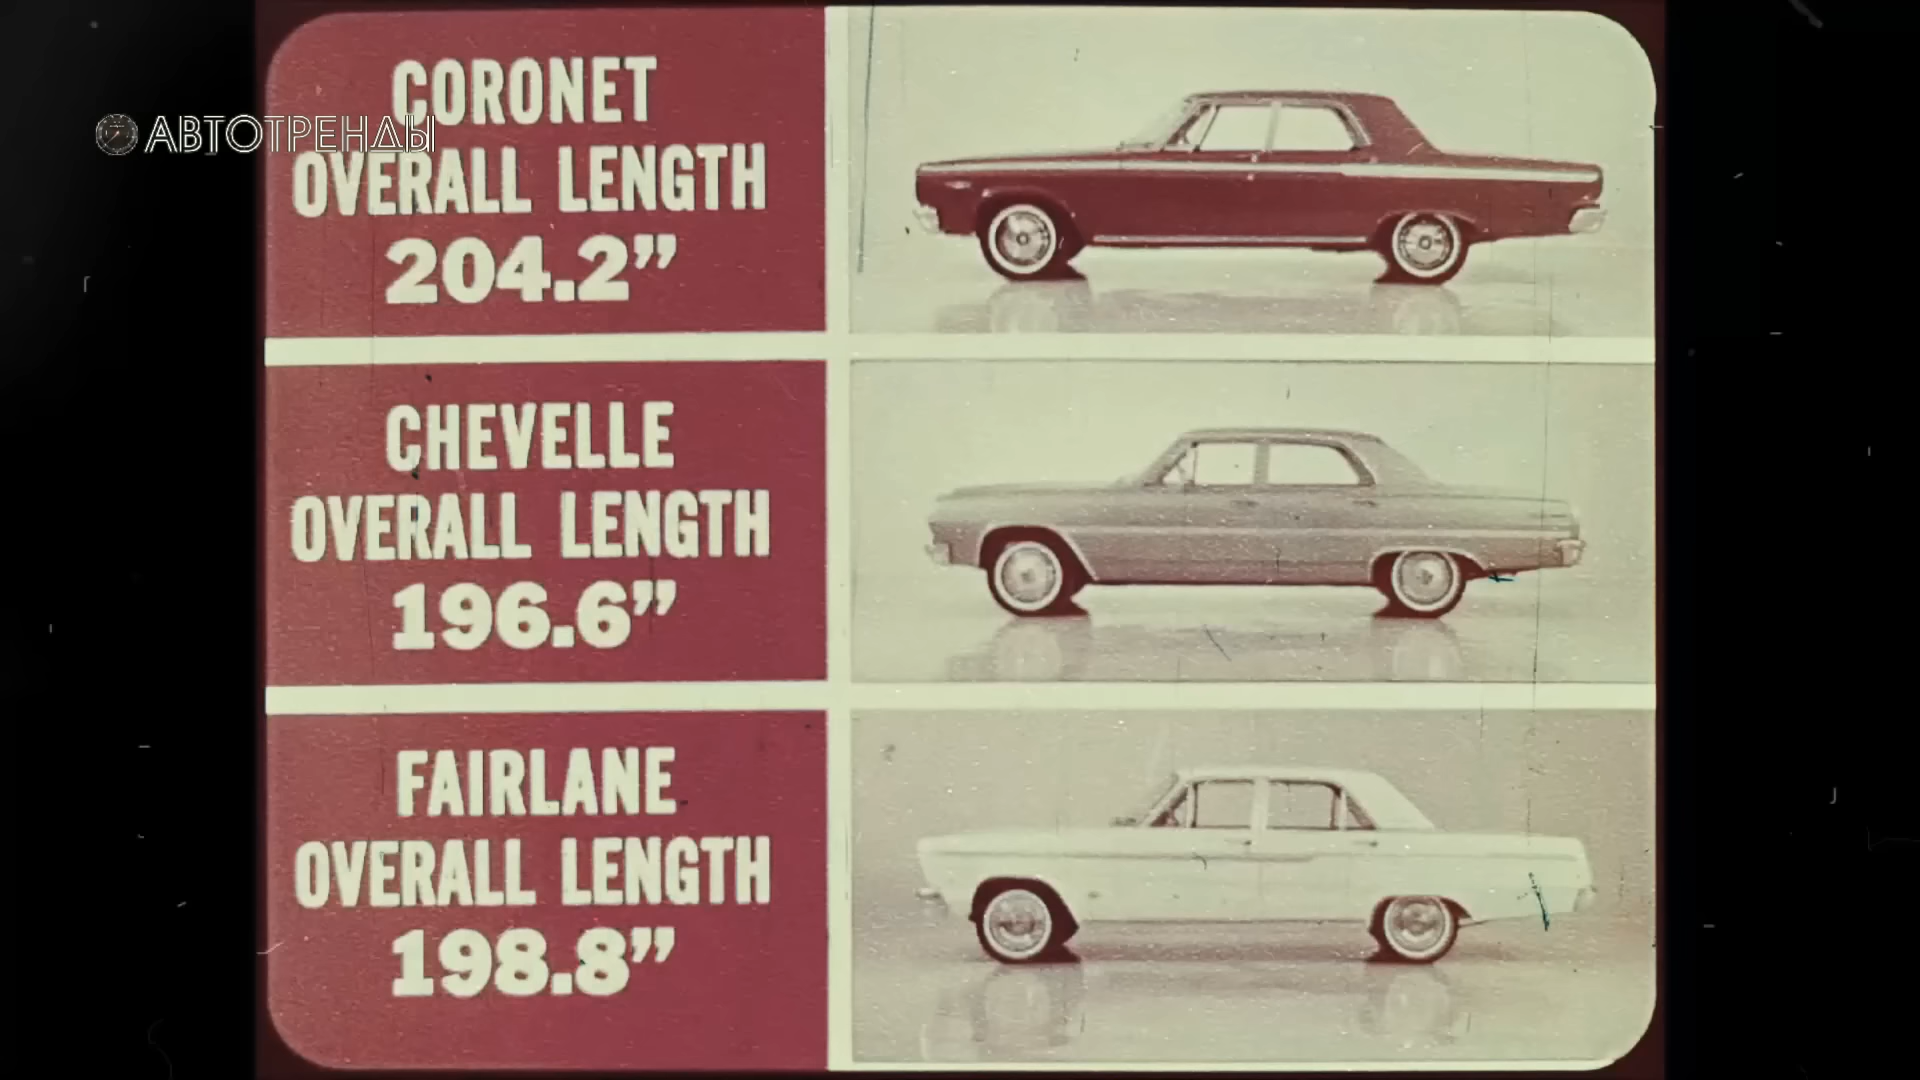 АВТОТРЕНДЫ
CORONET
OVERALL LENGTH
204.2”
CHEVELLE
OVERALL LENGTH
196.6”
FAIRLANE
OVERALL LENGTH
198.8”